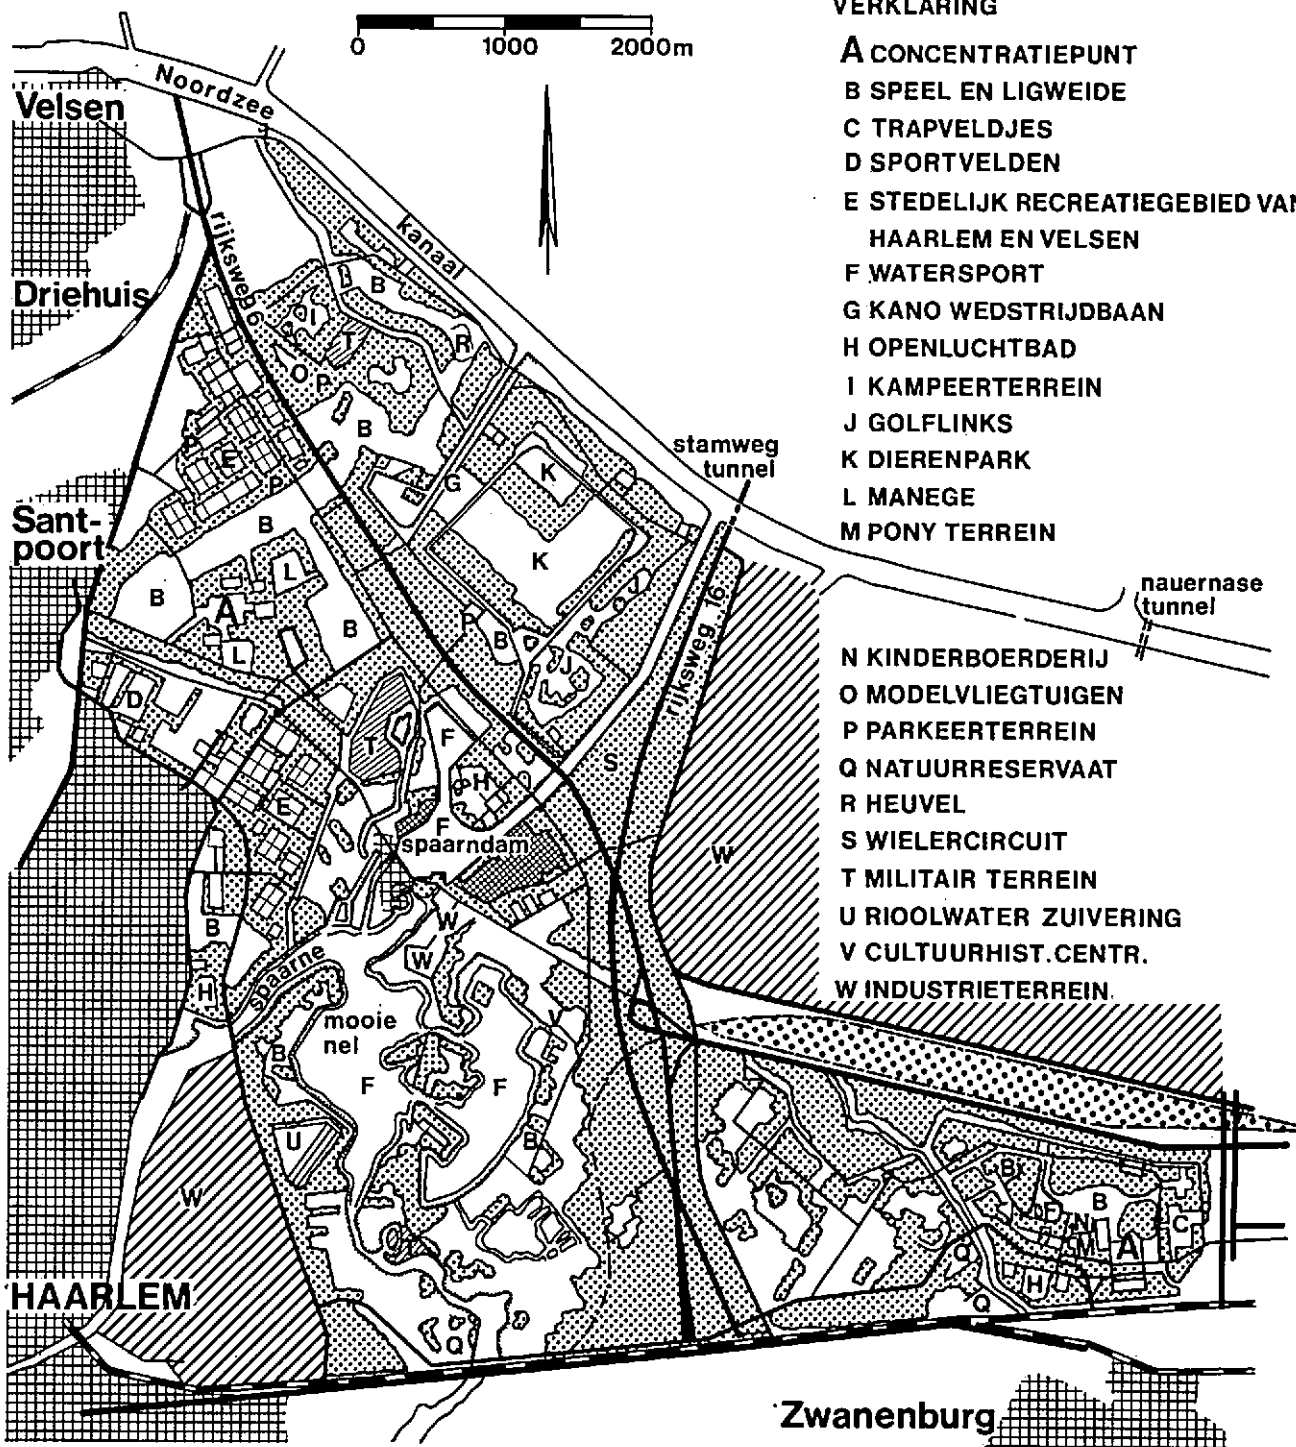 0 1000 2000m
VERKLARING
A CONCENTRATIEPUNT
B SPEEL EN LIGWEIDE
C TRAPVELDJES
D SPORTVELDEN
E STEDELIJK RECREATIEGEBIED VAN
HAARLEM EN VELSEN
F WATERSPORT
G KANO WEDSTRIJDBAAN
H OPENLUCHTBAD
I KAMPEERTERREIN
J GOLFLINKS
K DIERENPARK
L MANEGE
M PONY TERREIN
N KINDERBOERDERIJ
O MODELVLIEGTUIGEN
P PARKEERTERREIN
Q NATUURRESERVAAT
R HEUVEL
S WIELERCIRCUIT
T MILITAIR TERREIN
U RIOOLWATER ZUIVERING
V CULTUURHIST.CENTR.
W INDUSTRIETERREIN
Noordzee
kanaal
Velsen
rijksweg 6
Driehuis
B
I
T
R
O
P
B
P
E
P
G
K
K
stamweg
tunnel
Sant-
poort
B
L
B
A
B
L
P
B
J
J
rijksweg 16
nauernase
tunnel
D
T
F
H
S
E
I
F
spaarndam
W
I
B
H
spaarne
W
W
mooie
nel
V
B
F
F
U
B
W
Q
Q
B
B
F
N
M
A
C
H
Q
Q
HAARLEM
Zwanenburg